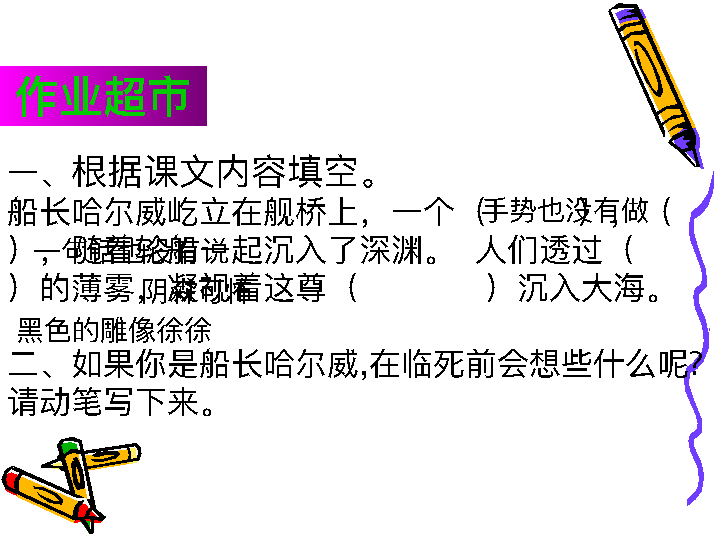 作业超市
一、根据课文内容填空。
船长哈尔威屹立在舰桥上，一个（手势也没有做），（
一句话也没有说），随着轮船一起沉入了深渊。 人们透过（
阴森可怖）的薄雾，凝视着这尊（ ）沉入大海。
黑色的雕像徐徐
二、如果你是船长哈尔威,在临死前会想些什么呢?
请动笔写下来。